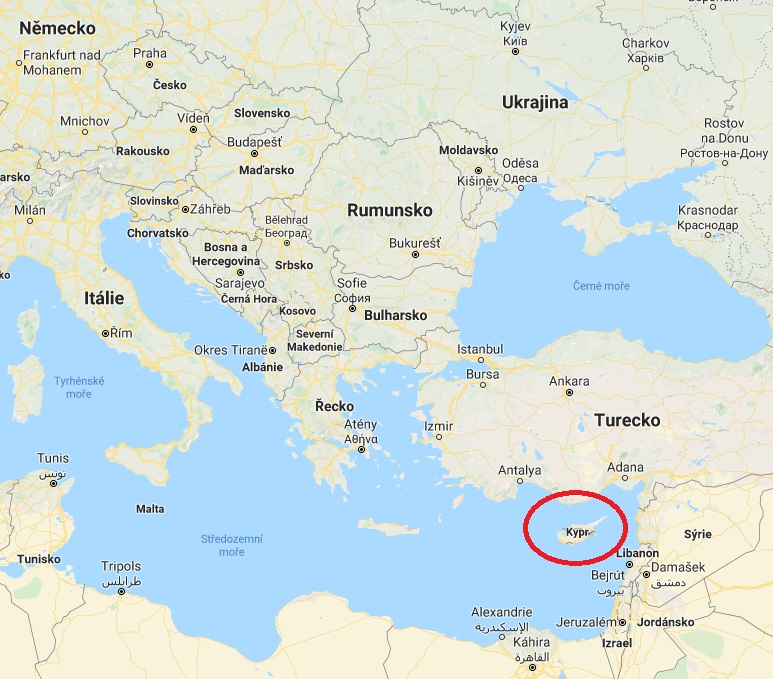 Německo
Kyjev
Київ
Frankfurt nad
Mohanem
Praha
Charkov
Харків
Česko
Ukrajina
Slovensko
Mnichov
Vídeň
Rostov
na Donu
Ростов-на-Дону
Rakousko
Budapešť
Maďarsko
Moldavsko
Oděsa
Одеса
arsko
Kišiněv
Milán
Slovinsko
Záhřeb
Rumunsko
Krasnodar
Краснодар
Chorvatsko
Bělehrad
Београд
Bosna a
Hercegovina
Bukurešť
ko
Sarajevo
Srbsko
Itálie
Černá Hora
Sofie
София
Černé moře
Kosovo
Bulharsko
Řím
Severní
Makedonie
Okres Tiraně
Albánie
Istanbul
Bursa
Ankara
Tyrhénské
moře
Řecko
Turecko
Atény
Αθήνα
Izmir
Tunis
تونس
Antalya
Adana
Malta
Kypr
Sýrie
Středozemní
moře
Tunisko
Libanon
Tripolis
طرابلس
Bejrút
بيروت
Damašek
دمشق
Alexandrie
الإسكندرية
Jeruzalém
Jordánsko
Káhira
القاهرة
Izrael